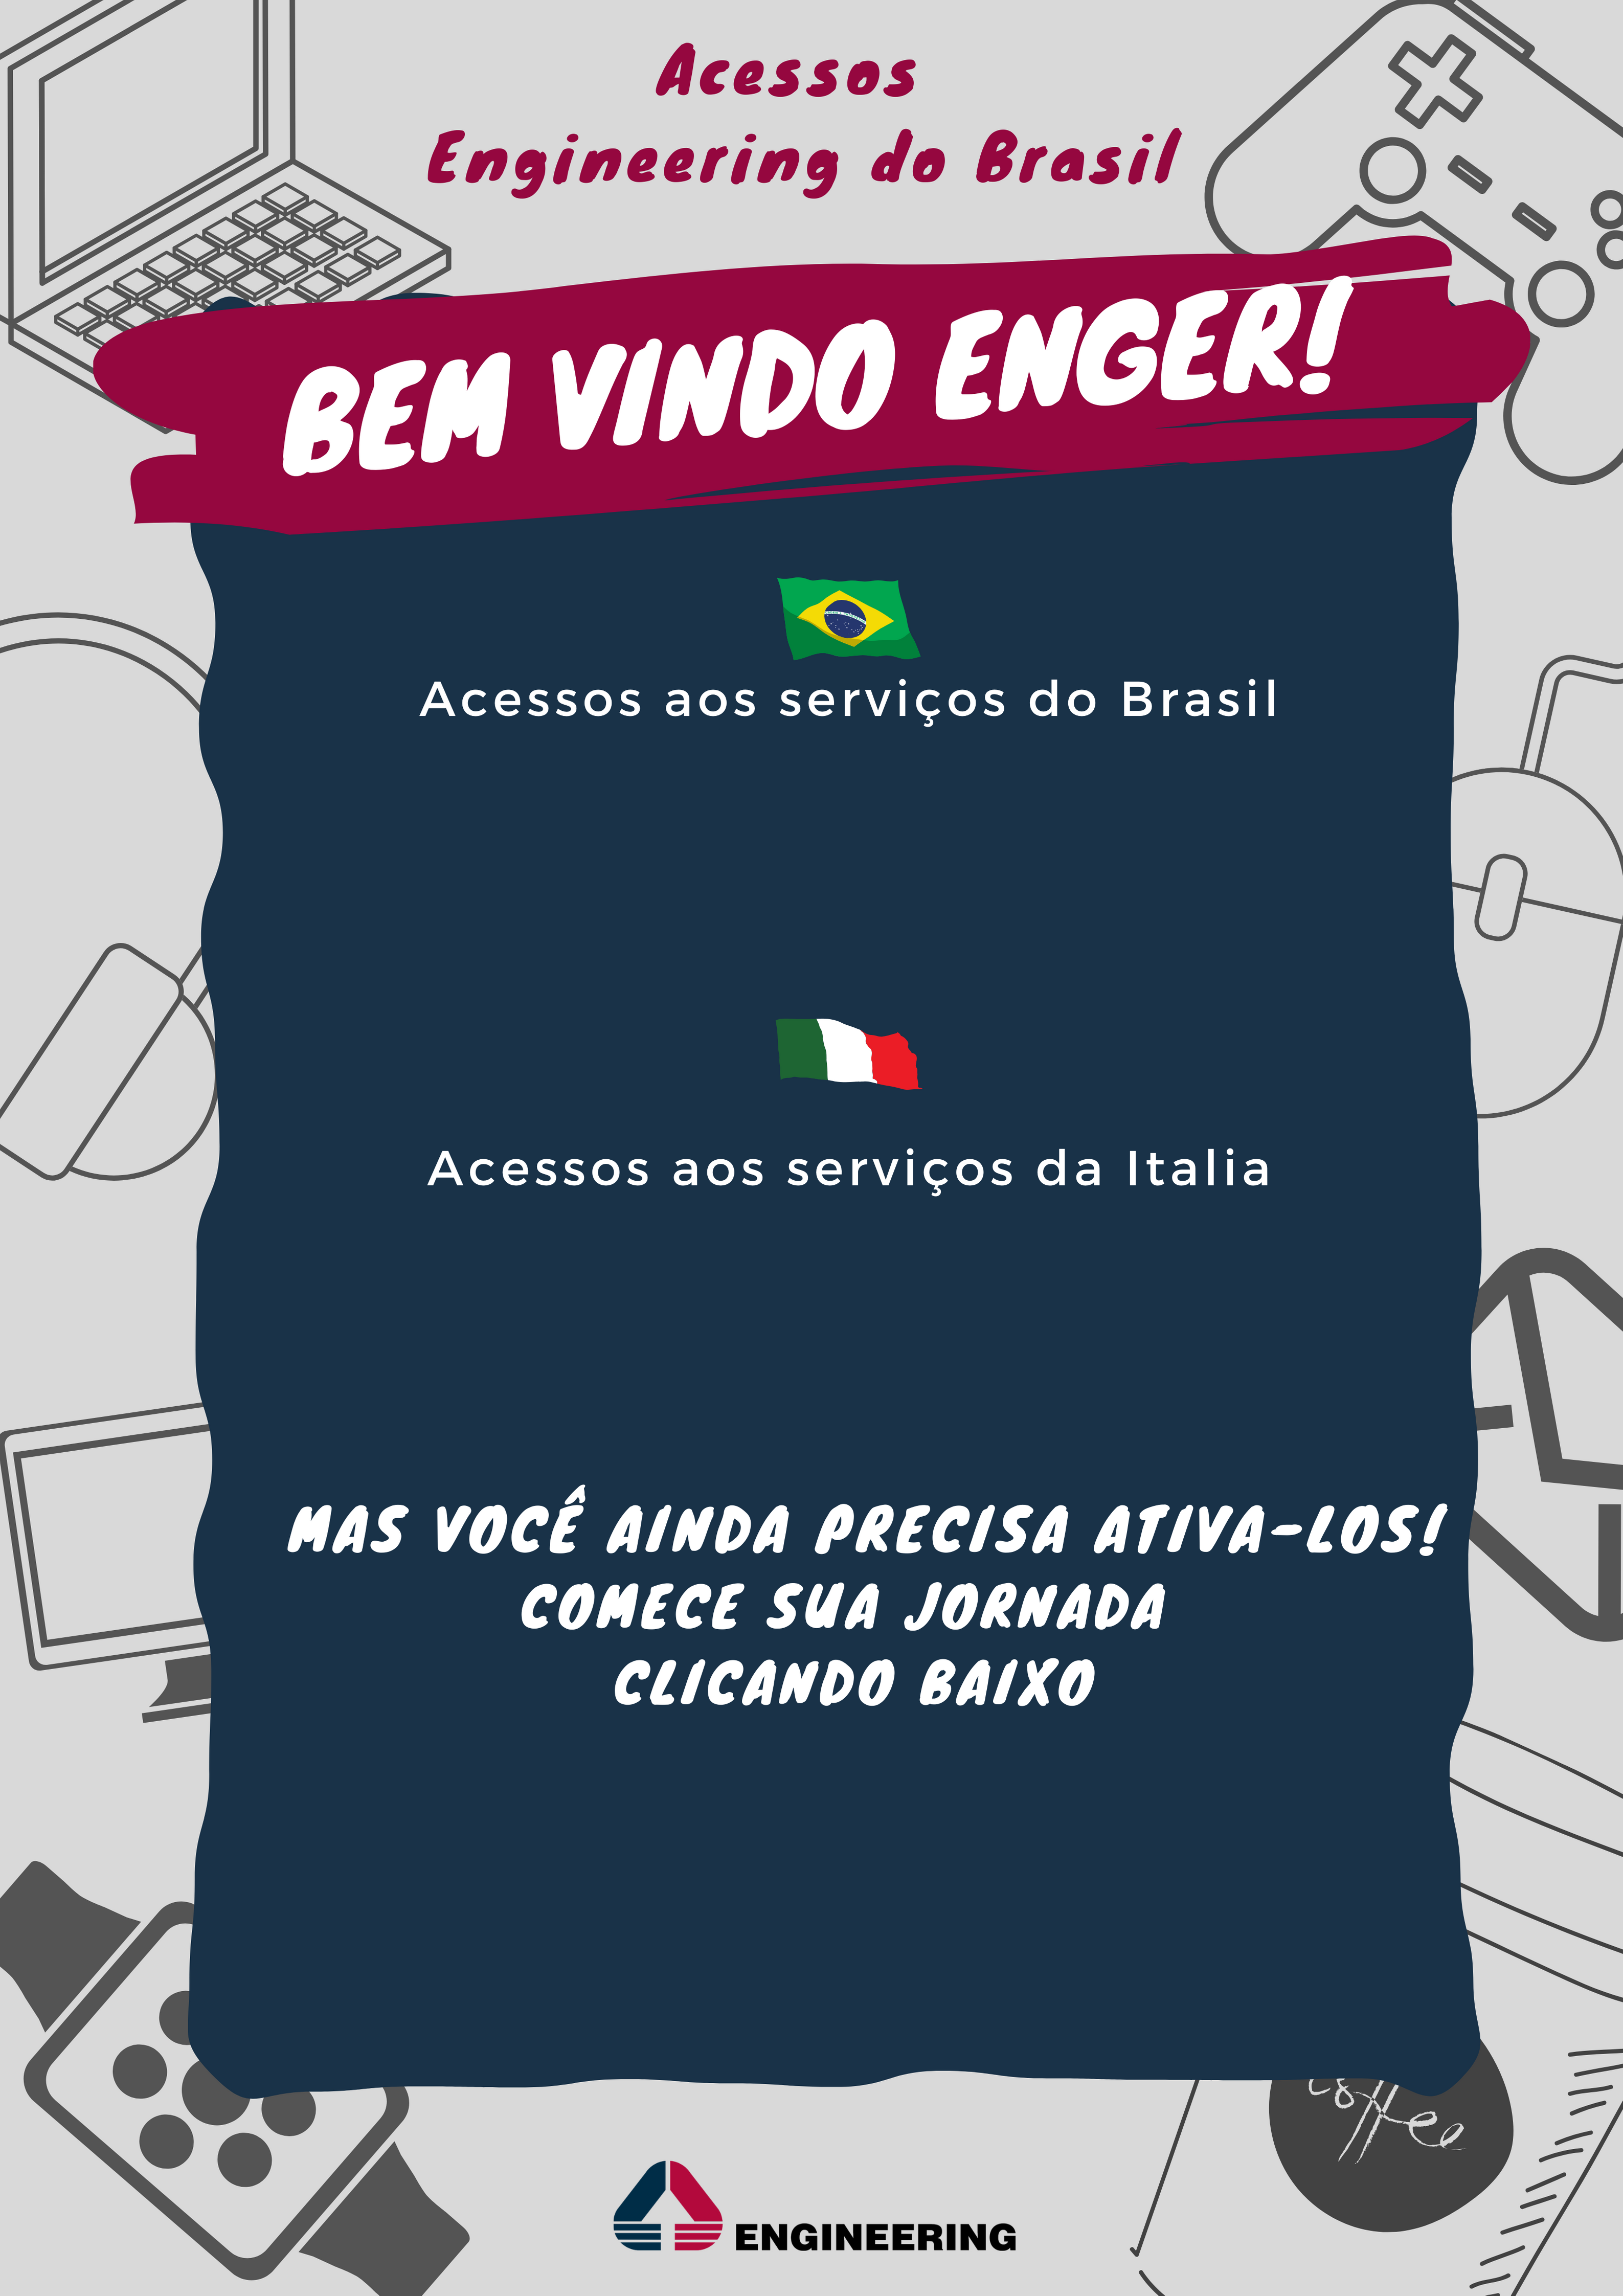 Acessos
Engineering do Brasil
BEM VINDO ENGER!
Acessos aos serviços do Brasil
Acessos aos serviços da Italia
MAS VOCÊ AINDA PRECISA ATIVA-LOS!
COMECE SUA JORNADA
CLICANDO BAIXO
ENGINEERING